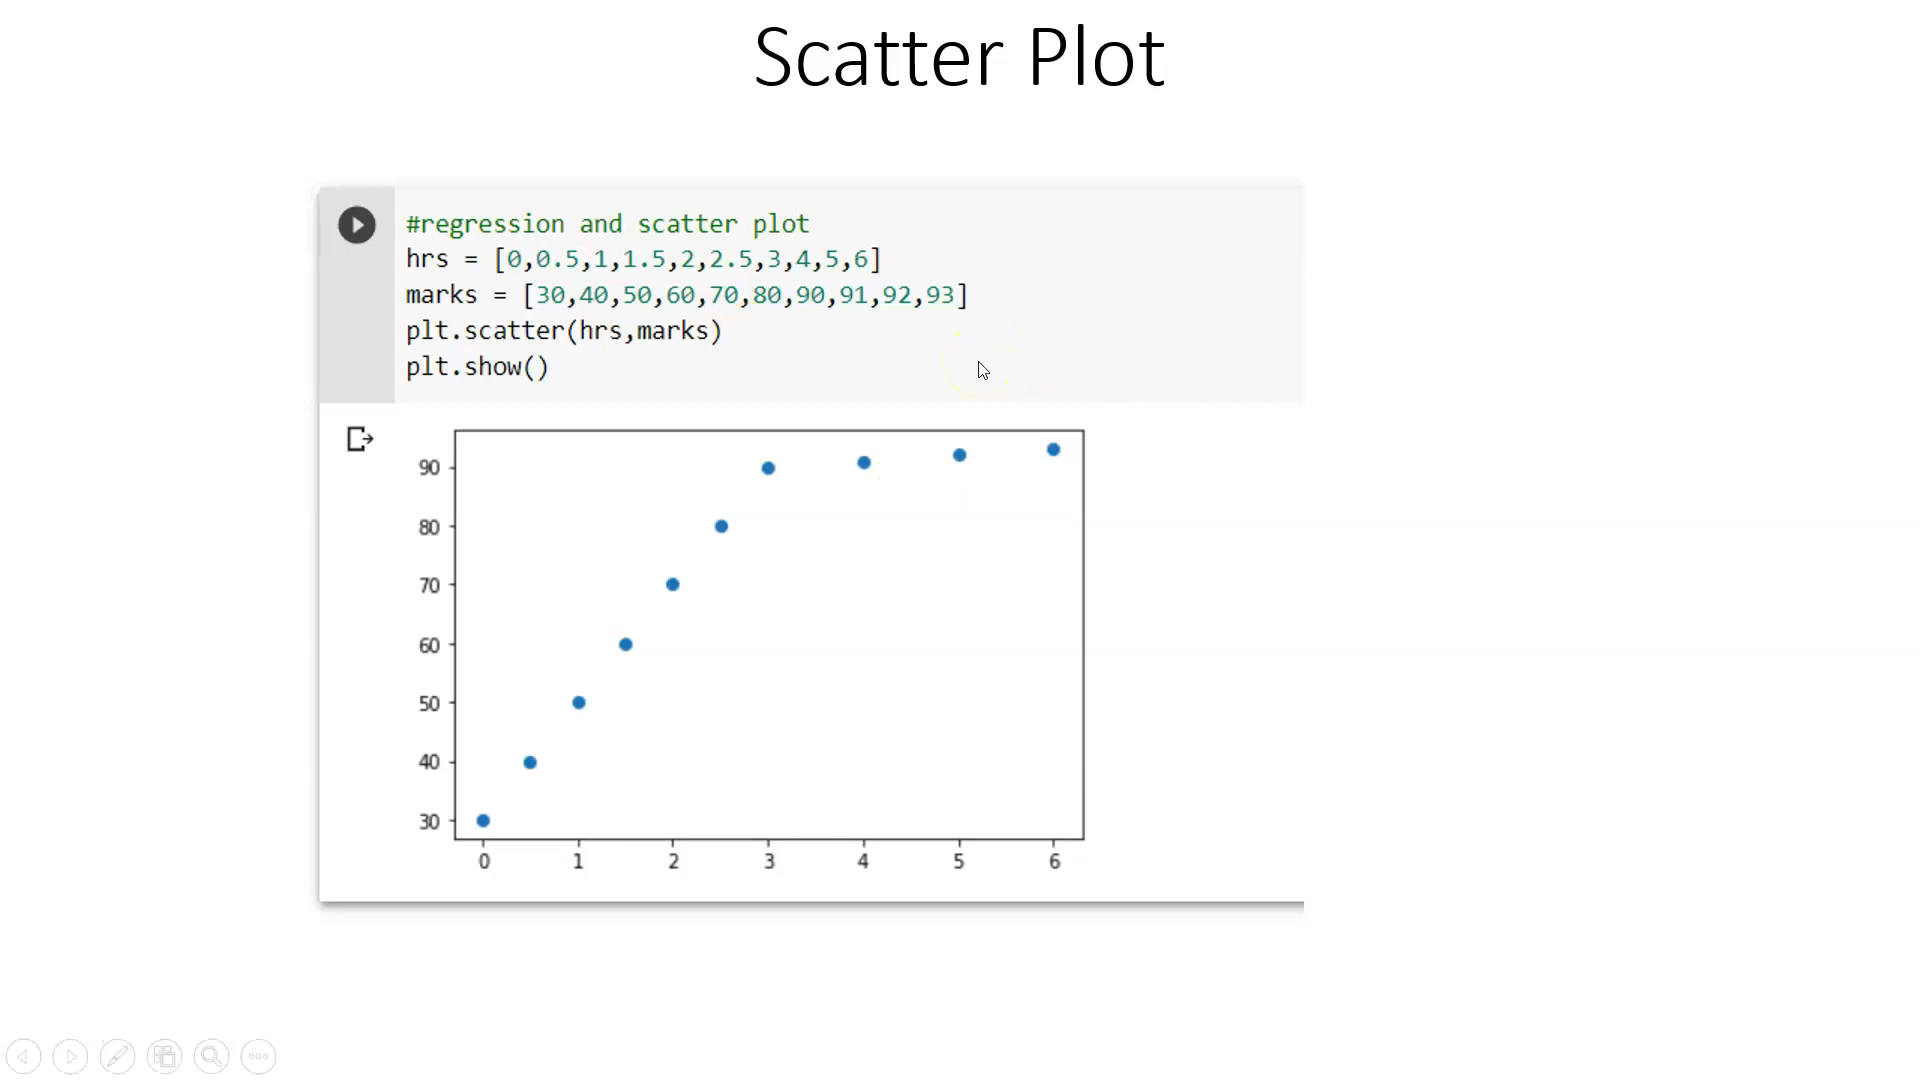 Scatter Plot
#regression and scatter plot
hrs = [0,0.5,1,1.5,2,2.5,3,4,5,6]
marks = [30,40,50,60,70,80,90,91,92,93]
plt.scatter(hrs,marks)
plt.show()
90
80
70
60
50
40
30
0 1 2 3 4 5 6